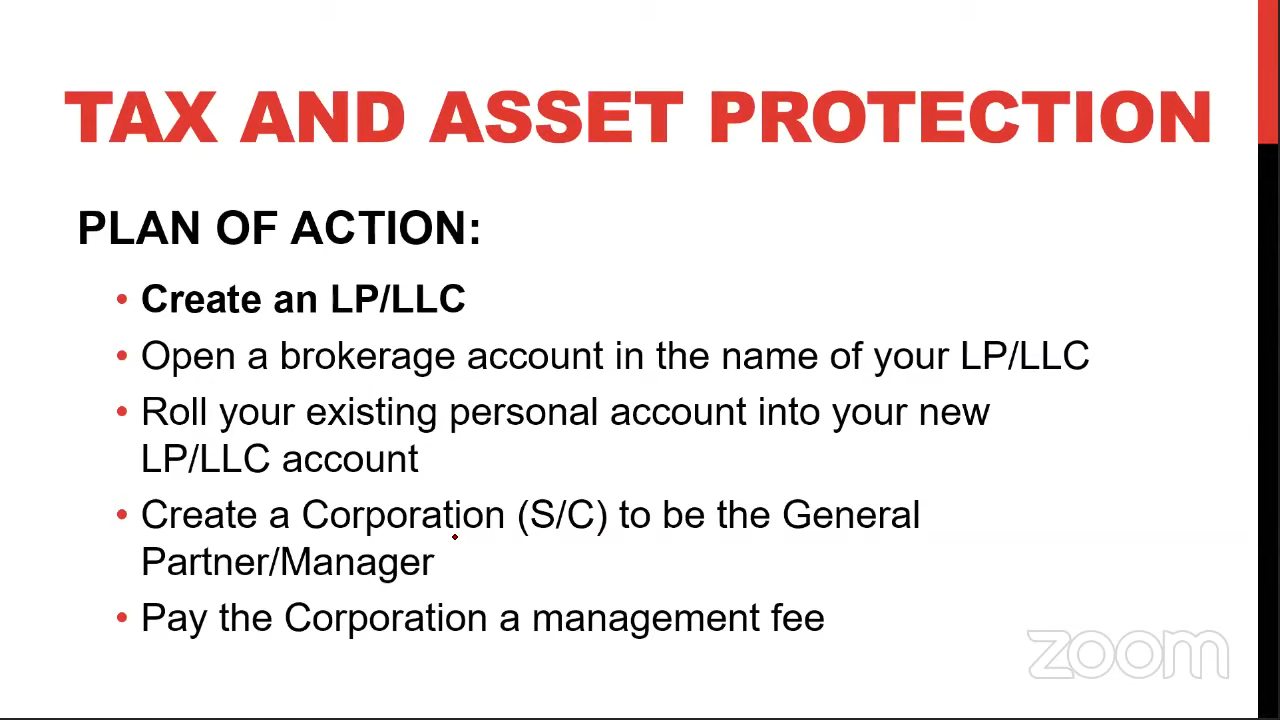 TAX AND ASSET PROTECTION
PLAN OF ACTION:
• Create an LP/LLC
• Open a brokerage account in the name of your LP/LLC
• Roll your existing personal account into your new
LP/LLC account
• Create a Corporation (S/C) to be the General
Partner/Manager
• Pay the Corporation a management fee
zoom